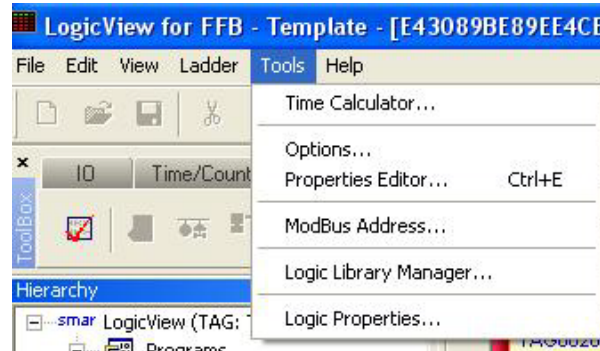 LogicView for FFB - Template - [E43089BE89EE4CE
File Edit View Ladder Tools Help
Time Calculator...
Options...
Properties Editor... Ctrl+E
ModBus Address...
Logic Library Manager...
Logic Properties...
IO Time/Count
ToolBox
Hierarchy
smar LogicView (TAG:
Programs